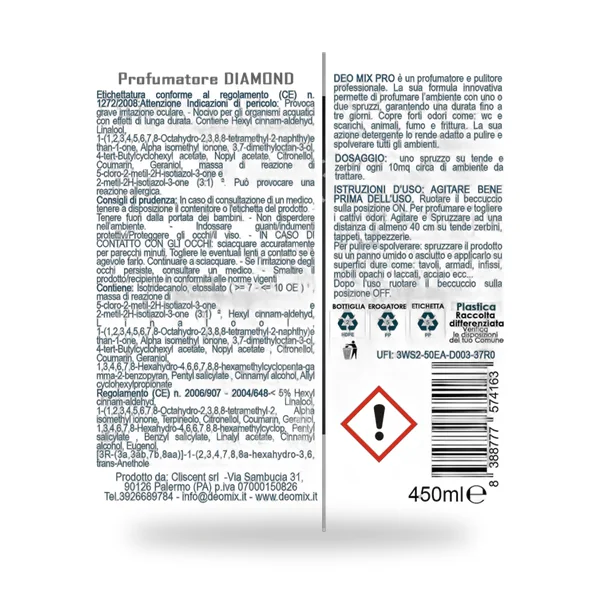 Profumatore DIAMOND
Etichettatura conforme al regolamento (CE) n.
1272/2008:Attenzione Indicazioni di pericolo: Provoca
grave irritazione oculare. - Nocivo per gli organismi acquatici
con effetti di lunga durata. Contiene Hexyl cinnam-aldehyd,
Linalool,
1-(1,2,3,4,5,6,7,8-Octahydro-2,3,8,8-tetramethyl-2-naphthyl)e
than-1-one, Alpha isomethyl ionone, 3,7-dimethyloctan-3-ol,
4-tert-Butylcyclohexyl acetate, Nopyl acetate , Citronellol,
Coumarin, Geraniol, massa di reazione di
5-cloro-2-metil-2H-isotiazol-3-one e
2-metil-2H-isotiazol-3-one (3:1) ². Può provocare una
reazione allergica.
Consigli di prudenza: In caso di consultazione di un medico,
tenere a disposizione il contenitore o l'etichetta del prodotto -
Tenere fuori dalla portata dei bambini. - Non disperdere
nell'ambiente. - Indossare guanti/indumenti
protettivi/Proteggere gli occhi/il viso. - IN CASO DI
CONTATTO CON GLI OCCHI: sciacquare accuratamente
per parecchi minuti. Togliere le eventuali lenti a contatto se è
agevole farlo. Continuare a sciacquare. - Se l'irritazione degli
occhi persiste, consultare un medico. - Smaltire il
prodotto/recipiente in conformità alle norme vigenti
Contiene: Isotridecanolo, etossilato ( >= 7 - <= 10 OE ) ¹ ,
massa di reazione di
5-cloro-2-metil-2H-isotiazol-3-one e
2-metil-2H-isotiazol-3-one (3:1) ², Hexyl cinnam-aldehyd,
L i n a l o o l ,
1-(1,2,3,4,5,6,7,8-Octahydro-2,3,8,8-tetramethyl-2-naphthyl)e
than-1-one, Alpha isomethyl ionone, 3,7-dimethyloctan-3-ol,
4-tert-Butylcyclohexyl acetate, Nopyl acetate , Citronellol,
Coumarin, Geraniol,
1,3,4,6,7,8-Hexahydro-4,6,6,7,8,8-hexamethylcyclopenta-ga
mma-2-benzopyran, Pentyl salicylate , Cinnamyl alcohol, Allyl
cyclohexylpropionate
Regolamento (CE) n. 2006/907 - 2004/648-< 5% Hexyl
cinnam-aldehyd, Linalool,
1-(1,2,3,4,5,6,7,8-Octahydro-2,3,8,8-tetramethyl-2, Alpha
isomethyl ionone, Terpineolo, Citronellol, Coumarin, Geraniol,
1,3,4,6,7,8-Hexahydro-4,6,6,7,8,8-hexamethylcyclop, Pentyl
salicylate , Benzyl salicylate, Linalyl acetate, Cinnamyl
alcohol, Eugenol,
[3R-(3a,3ab,7b,8aa)]-1-(2,3,4,7,8,8a-hexahydro-3,6,
trans-Anethole
Prodotto da: Cliscent srl -Via Sambucia 31,
90126 Palermo (PA) p.iva 07000150826
Tel.3926689784 - info@deomix.it - www.deomix.it
DEO MIX PRO è un profumatore e pulitore
professionale. La sua formula innovativa
permette di profumare l'ambiente con uno o
due spruzzi, garantendo una durata fino a
tre giorni. Copre forti odori come: wc e
scarichi, animali, fumo e frittura. La sua
azione detergente lo rende adatto a pulire e
spolverare tutti gli ambienti.
DOSAGGIO: uno spruzzo su tende e
zerbini ogni 10mq circa di ambiente da
trattare.
ISTRUZIONI D'USO: AGITARE BENE
PRIMA DELL'USO, Ruotare il beccuccio
sulla posizione ON. Per profumare e togliere
i cattivi odori: Agitare e Spruzzare ad una
distanza di almeno 40 cm su tende zerbini,
tappeti, tappezzerie.
Per pulire e spolverare: spruzzare il prodotto
su un panno umido o asciutto e applicarlo su
superfici dure come: tavoli, armadi, infissi,
mobili opachi o laccati, acciaio ecc...
Dopo l'uso ruotare il beccuccio sulla
posizione OFF.
BOTTIGLIA EROGATORE ETICHETTA
HDPE PP PP
Plastica
Raccolta
differenziata
Verifica
le disposizioni
del tuo Comune
UFI: 3WS2-50EA-D003-37R0
8 388777 574163
450ml e